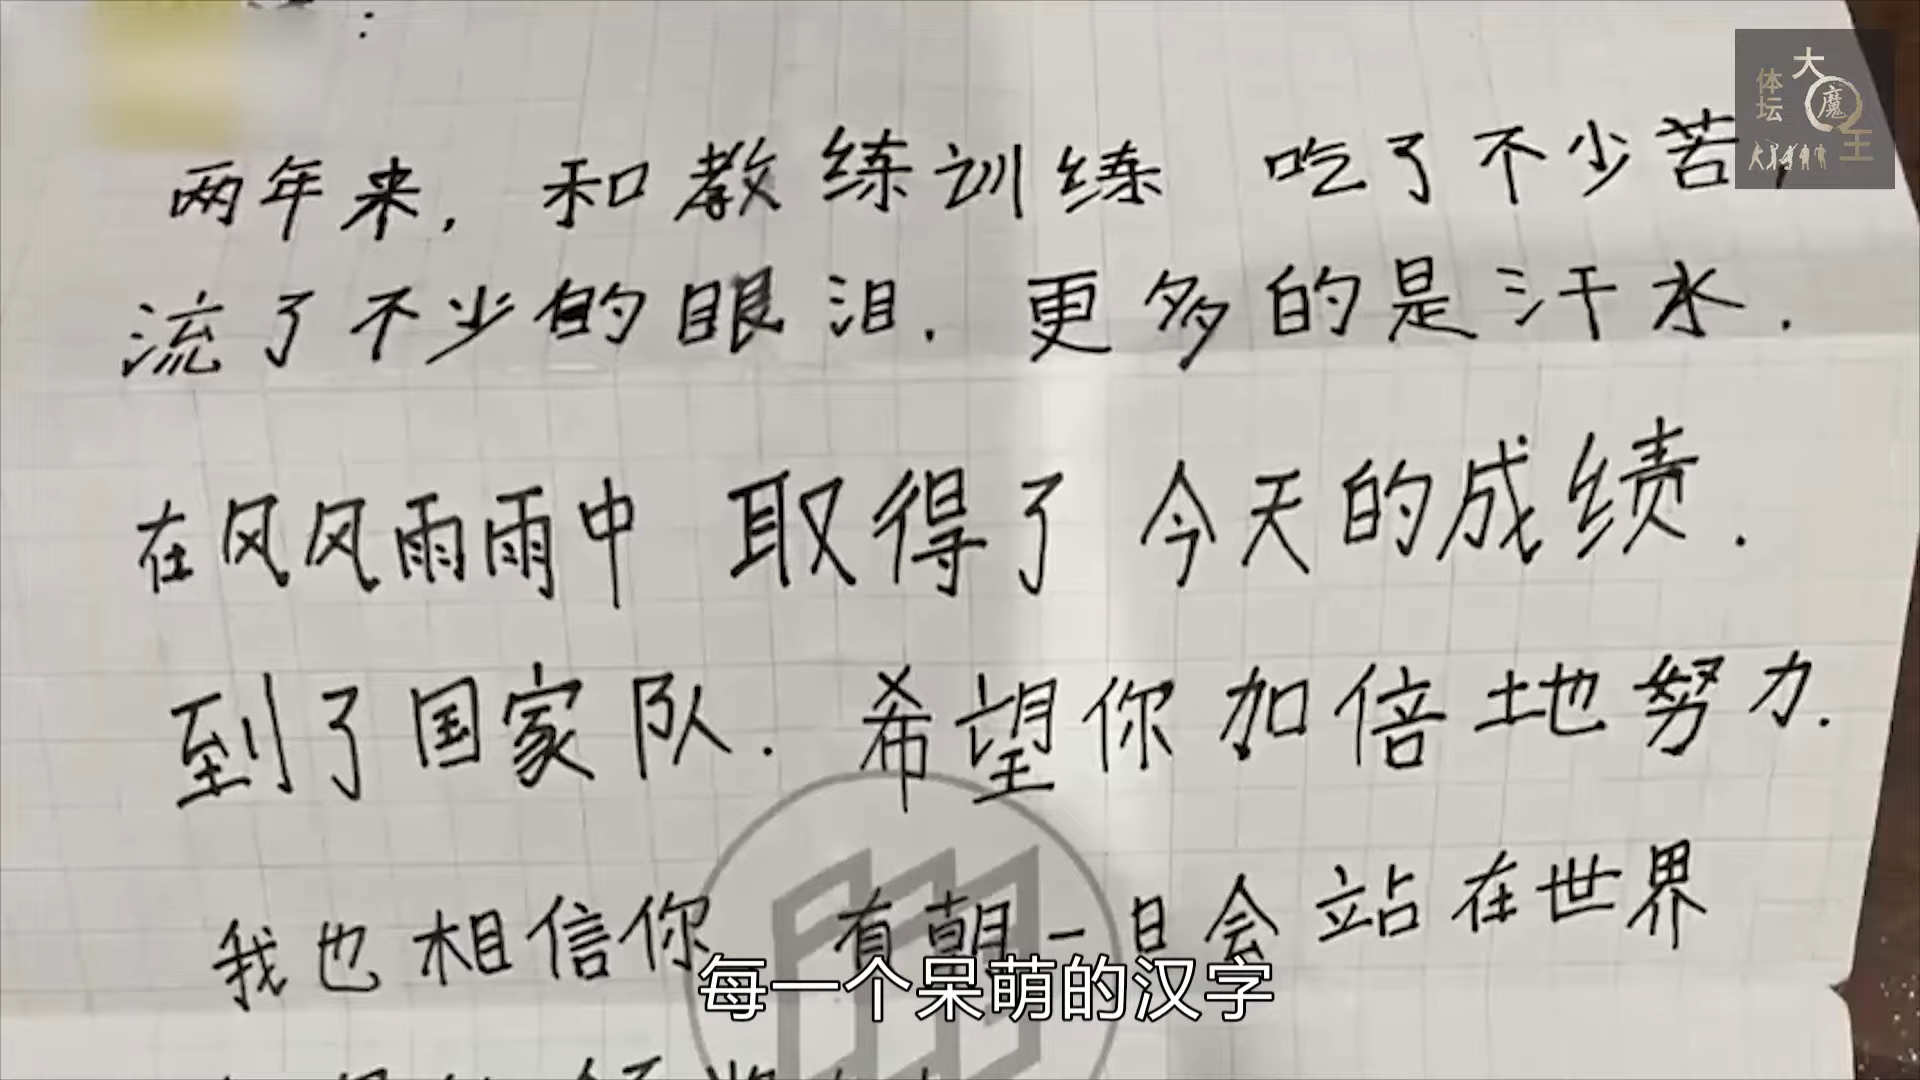 体坛
大魔王
两年来，和教练训练 吃了不少苦，
流了不少的眼泪．更多的是汗水．
在风风雨雨中 取得了 今天的成绩．
到了国家队．希望你加倍地努力．
我也相信你 有朝一日会站在世界
每一个呆萌的汉字